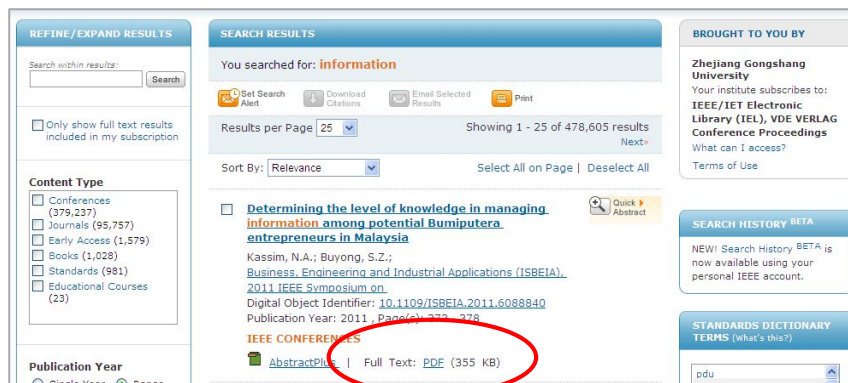 REFINE/EXPAND RESULTS
Search within results:
Search
Only show full text results
included in my subscription
Content Type
Conferences
(379,237)
Journals (95,757)
Early Access (1,579)
Books (1,028)
Standards (981)
Educational Courses
(23)
Publication Year
Single Year
Range
SEARCH RESULTS
You searched for: information
Set Search
Alert
Download
Citations
Email Selected
Results
Print
Results per Page 25
Showing 1 - 25 of 478,605 results
Next»
Sort By: Relevance
Select All on Page | Deselect All
Determining the level of knowledge in managing
information among potential Bumiputera
entrepreneurs in Malaysia
Quick
Abstract
Kassim, N.A.; Buyong, S.Z.;
Business, Engineering and Industrial Applications (ISBEIA),
2011 IEEE Symposium on
Digital Object Identifier: 10.1109/ISBEIA.2011.6088840
Publication Year: 2011 , Page(s): 373 - 378
IEEE CONFERENCES
AbstractPlus | Full Text: PDF (355 KB)
BROUGHT TO YOU BY
Zhejiang Gongshang
University
Your institute subscribes to:
IEEE/IET Electronic
Library (IEL), VDE VERLAG
Conference Proceedings
What can I access?
Terms of Use
SEARCH HISTORY BETA
NEW! Search History BETA is
now available using your
personal IEEE account.
STANDARDS DICTIONARY
TERMS (What's this?)
pdu